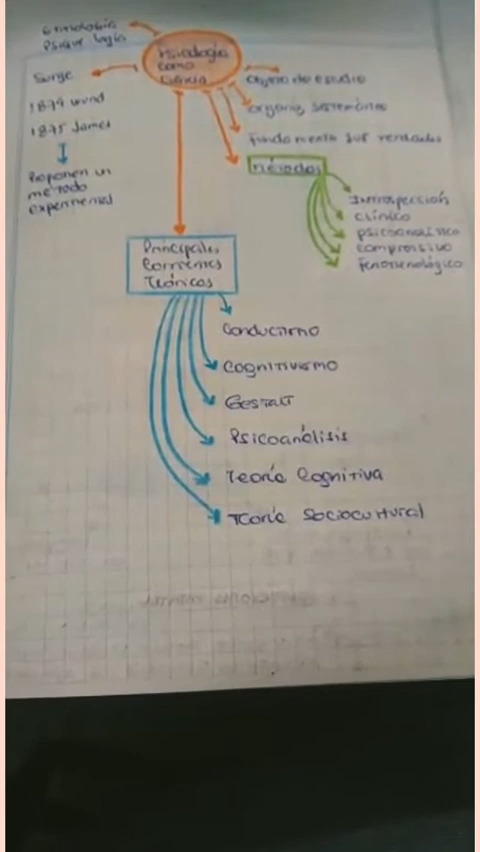 Etimología
Psique logía
Psicología
como
Ciencia
Surge
1879 Wund
1875 James
Proponen un
método
experimental
Objeto de estudio
organiz. sistemática
Fundamenta sus verdades
Métodos
Introspección
clínico
psicoanalítico
comprensivo
Fenomenológico
Principales
Corrientes
Teóricas
Conductismo
Cognitivismo
Gestalt
Psicoanálisis
Teoría Cognitiva
Teoría Sociocultural